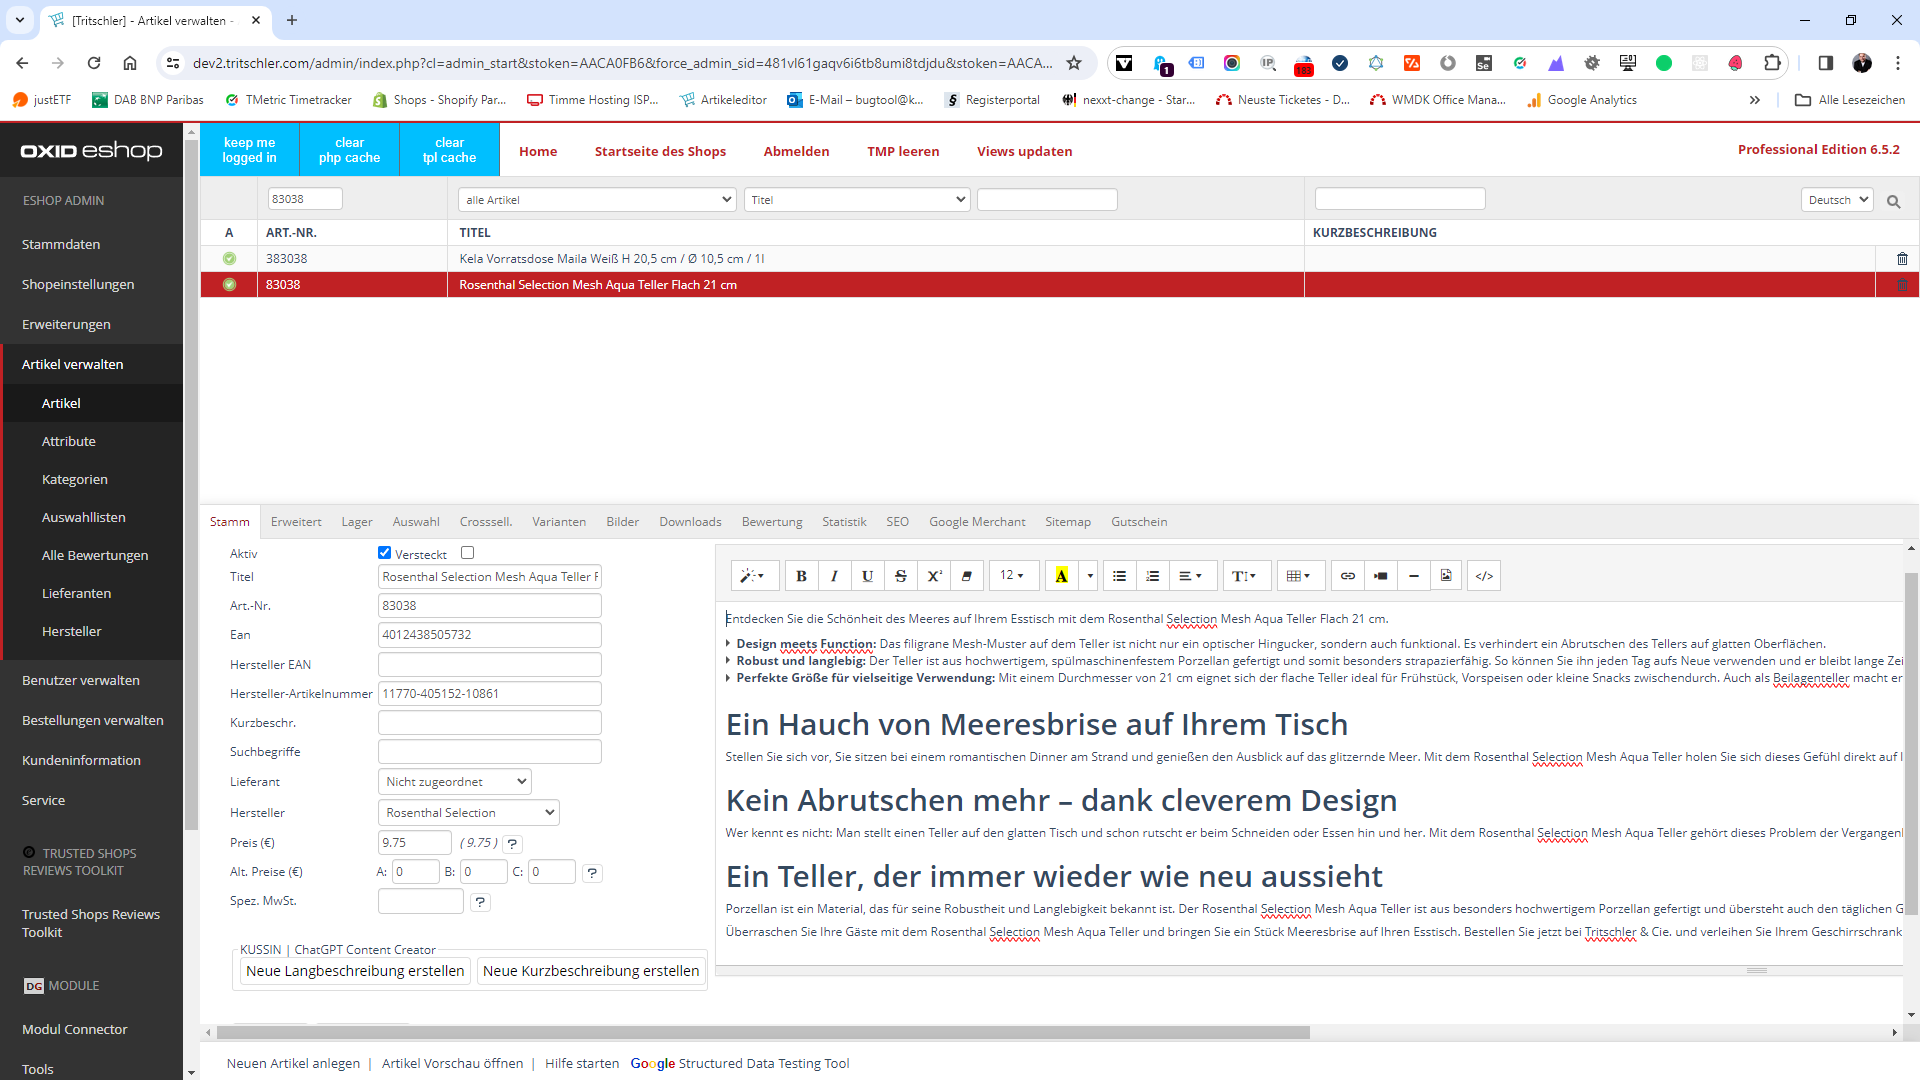 [Tritschler] - Artikel verwalten -
dev2.tritschler.com/admin/index.php?cl=admin_start&stoken=AACA0FB6&force_admin_sid=481vl61gaqv6i6tb8umi8tdjdu&stoken=AACA...
1
183
justETF
DAB BNP Paribas
TMetric Timetracker
Shops - Shopify Par...
Timme Hosting ISP...
Artikeleditor
E-Mail – bugtool@k...
Registerportal
nexxt-change - Star...
Neuste Tickets - D...
WMDK Office Mana...
Google Analytics
Alle Lesezeichen
OXID eshop
keep me
logged in
clear
php cache
clear
tpl cache
Home
Startseite des Shops
Abmelden
TMP leeren
Views updaten
Professional Edition 6.5.2
ESHOP ADMIN
Stammdaten
Shopeinstellungen
Erweiterungen
Artikel verwalten
Artikel
Attribute
Kategorien
Auswahllisten
Alle Bewertungen
Lieferanten
Hersteller
Benutzer verwalten
Bestellungen verwalten
Kundeninformation
Service
TRUSTED SHOPS
REVIEWS TOOLKIT
Trusted Shops Reviews
Toolkit
DG MODULE
Modul Connector
Tools
83038
alle Artikel
Titel
Deutsch
A ART.-NR. TITEL KURZBESCHREIBUNG
383038 Kela Vorratsdose Maila Weiß H 20,5 cm / Ø 10,5 cm / 1l
83038 Rosenthal Selection Mesh Aqua Teller Flach 21 cm
Stamm Erweitert Lager Auswahl Crosssell. Varianten Bilder Downloads Bewertung Statistik SEO Google Merchant Sitemap Gutschein
Aktiv Versteckt
Titel Rosenthal Selection Mesh Aqua Teller F
Art.-Nr. 83038
Ean 4012438505732
Hersteller EAN
Hersteller-Artikelnummer 11770-405152-10861
Kurzbeschr.
Suchbegriffe
Lieferant Nicht zugeordnet
Hersteller Rosenthal Selection
Preis (€) 9.75 ( 9.75 ) ?
Alt. Preise (€) A: 0 B: 0 C: 0 ?
Spez. MwSt. ?
KUSSIN | ChatGPT Content Creator
Neue Langbeschreibung erstellen
Neue Kurzbeschreibung erstellen
B I U S X² 12 A TI </>
Entdecken Sie die Schönheit des Meeres auf Ihrem Esstisch mit dem Rosenthal Selection Mesh Aqua Teller Flach 21 cm.
Design meets Function: Das filigrane Mesh-Muster auf dem Teller ist nicht nur ein optischer Hingucker, sondern auch funktional. Es verhindert ein Abrutschen des Tellers auf glatten Oberflächen.
Robust und langlebig: Der Teller ist aus hochwertigem, spülmaschinenfestem Porzellan gefertigt und somit besonders strapazierfähig. So können Sie ihn jeden Tag aufs Neue verwenden und er bleibt lange Zei
Perfekte Größe für vielseitige Verwendung: Mit einem Durchmesser von 21 cm eignet sich der flache Teller ideal für Frühstück, Vorspeisen oder kleine Snacks zwischendurch. Auch als Beilagenteller macht er
Ein Hauch von Meeresbrise auf Ihrem Tisch
Stellen Sie sich vor, Sie sitzen bei einem romantischen Dinner am Strand und genießen den Ausblick auf das glitzernde Meer. Mit dem Rosenthal Selection Mesh Aqua Teller holen Sie sich dieses Gefühl direkt auf I
Kein Abrutschen mehr – dank cleverem Design
Wer kennt es nicht: Man stellt einen Teller auf den glatten Tisch und schon rutscht er beim Schneiden oder Essen hin und her. Mit dem Rosenthal Selection Mesh Aqua Teller gehört dieses Problem der Vergangenl
Ein Teller, der immer wieder wie neu aussieht
Porzellan ist ein Material, das für seine Robustheit und Langlebigkeit bekannt ist. Der Rosenthal Selection Mesh Aqua Teller ist aus besonders hochwertigem Porzellan gefertigt und übersteht auch den täglichen G
Überraschen Sie Ihre Gäste mit dem Rosenthal Selection Mesh Aqua Teller und bringen Sie ein Stück Meeresbrise auf Ihren Esstisch. Bestellen Sie jetzt bei Tritschler & Cie. und verleihen Sie Ihrem Geschirrschrank
Neuen Artikel anlegen | Artikel Vorschau öffnen | Hilfe starten Google Structured Data Testing Tool